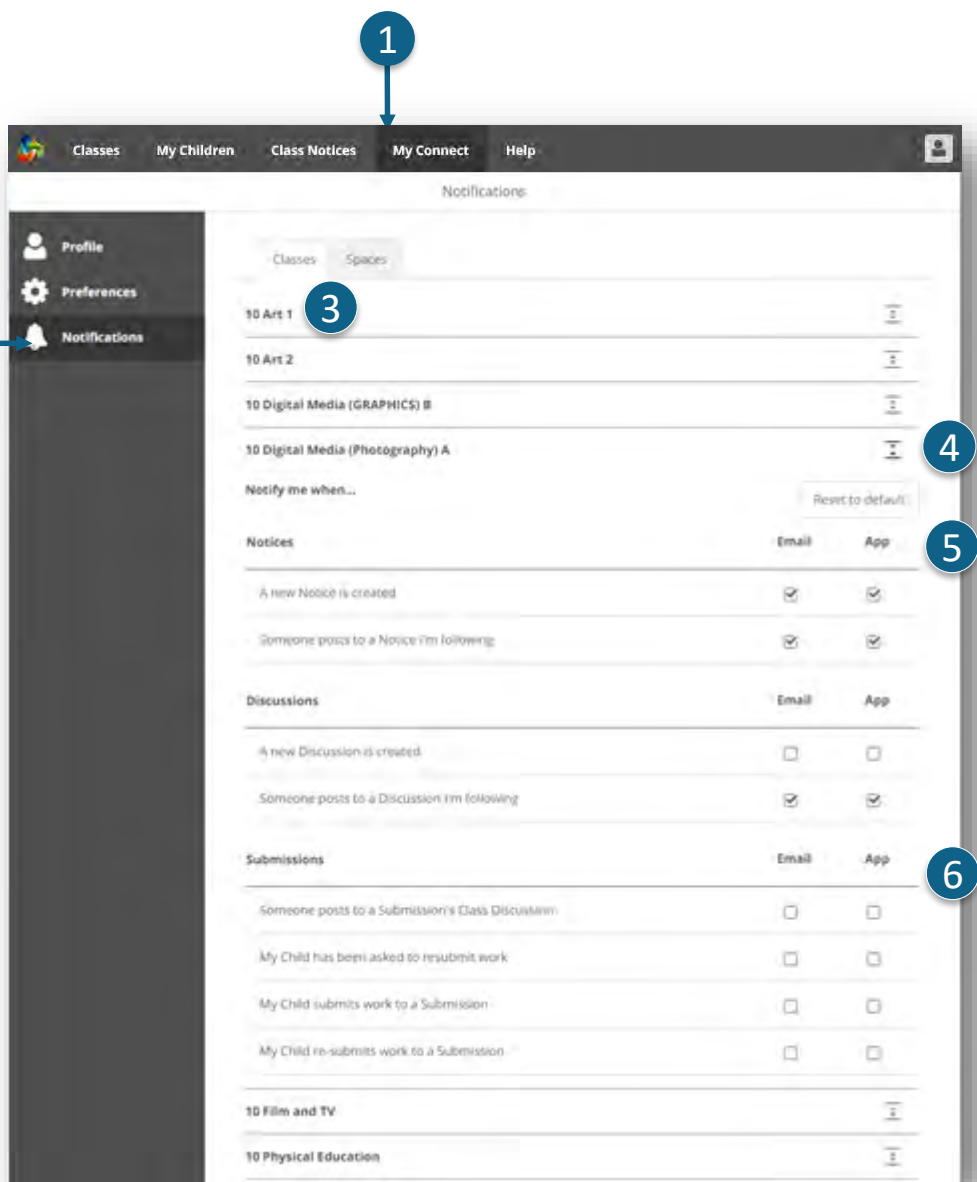 1
Classes My Children Class Notices My Connect Help
Notifications
Profile
Preferences
Notifications
Classes Spaces
10 Art 1 3
10 Art 2
10 Digital Media (GRAPHICS) B
10 Digital Media (Photography) A 4
Notify me when...
Reset to default
Notices Email App 5
A new Notice is created
Someone posts to a Notice I'm following
Discussions Email App
A new Discussion is created
Someone posts to a Discussion I'm following
Submissions Email App 6
Someone posts to a Submission's Class Discussion
My Child has been asked to resubmit work
My Child submits work to a Submission
My Child re-submits work to a Submission
10 Film and TV
10 Physical Education